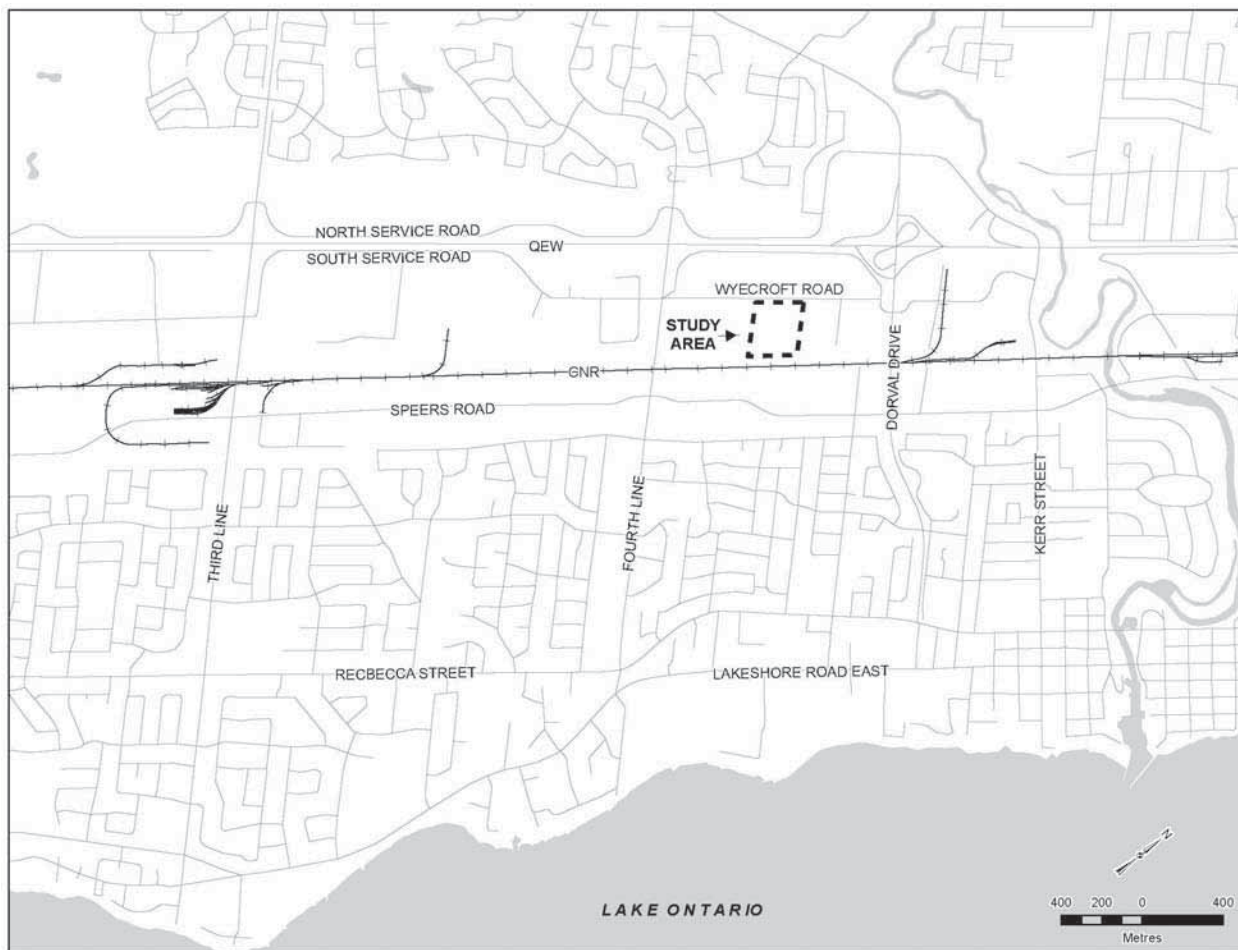 NORTH SERVICE ROAD
QEW
SOUTH SERVICE ROAD
WYECROFT ROAD
STUDY
AREA
DORVAL DRIVE
CNR
SPEERS ROAD
KERR STREET
THIRD LINE
FOURTH LINE
RECBECCA STREET
LAKESHORE ROAD EAST
N
LAKE ONTARIO
400 200 0 400
Metres